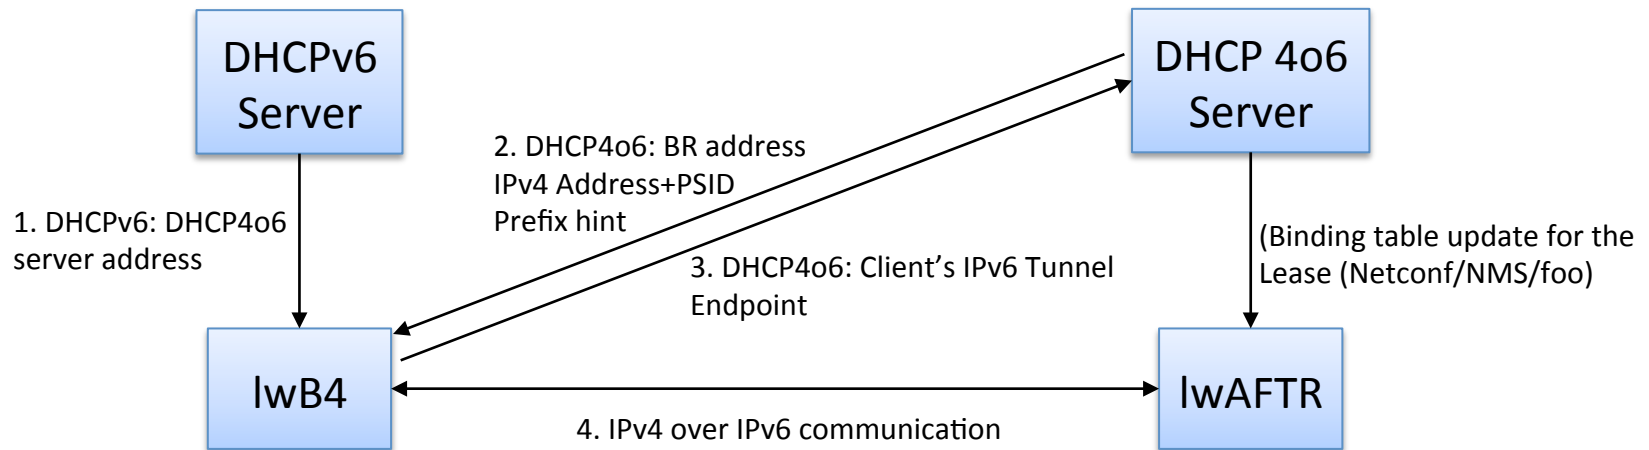 DHCPv6
Server
DHCP 4o6
Server
2. DHCP4o6: BR address
IPv4 Address+PSID
Prefix hint
1. DHCPv6: DHCP4o6
server address
(Binding table update for the
Lease (Netconf/NMS/foo)
3. DHCP4o6: Client’s IPv6 Tunnel
Endpoint
lwB4
lwAFTR
4. IPv4 over IPv6 communication